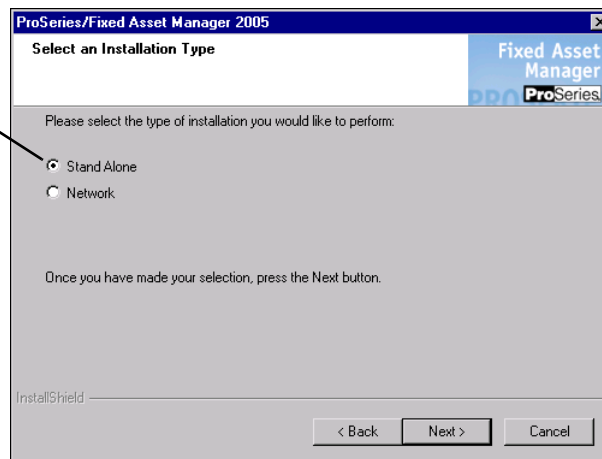 ProSeries/Fixed Asset Manager 2005
Select an Installation Type
Fixed Asset
Manager
PRO ProSeries.
Please select the type of installation you would like to perform:
Stand Alone
Network
Once you have made your selection, press the Next button.
InstallShield
< Back
Next >
Cancel